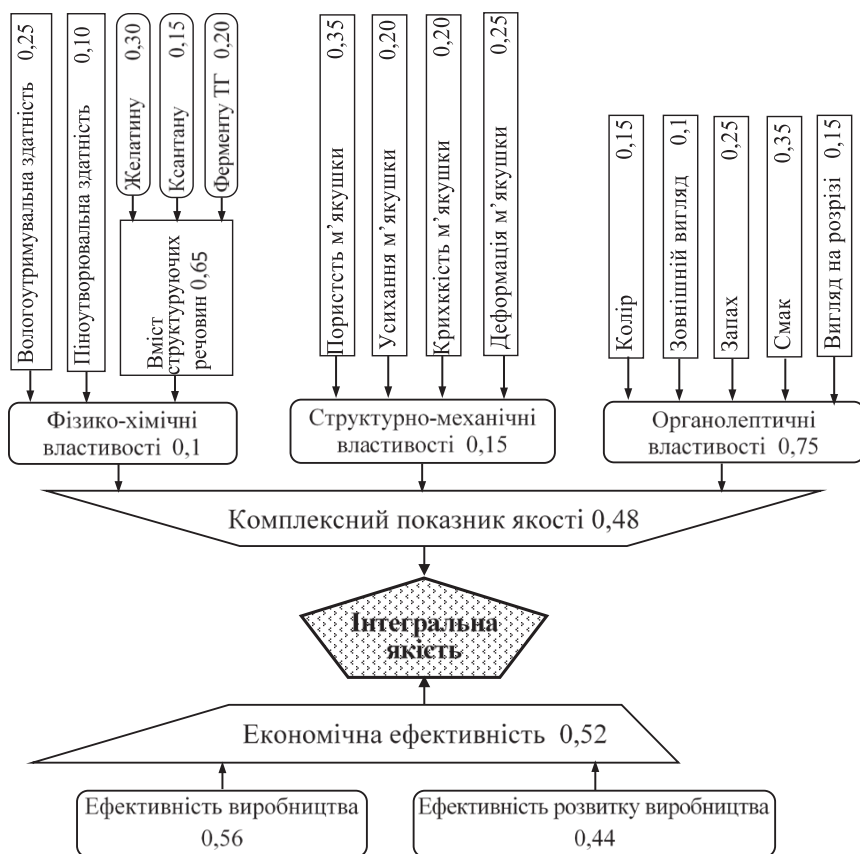 Вологоутримувальна здатність 0,25
Піноутворювальна здатність 0,10
Желатину 0,30
Ксантану 0,15
Ферменту ТГ 0,20
Вміст
структуруючих
речовин 0,65
Пористсть м’якушки 0,35
Усихання м’якушки 0,20
Крихккість м’якушки 0,20
Деформація м’якушки 0,25
Колір 0,15
Зовнішній вигляд 0,1
Запах 0,25
Смак 0,35
Вигляд на розрізі 0,15
Фізико-хімічні
властивості 0,1
Структурно-механічні
властивості 0,15
Органолептичні
властивості 0,75
Комплексний показник якості 0,48
Інтегральна
якість
Економічна ефективність 0,52
Ефективність виробництва
0,56
Ефективність розвитку виробництва
0,44